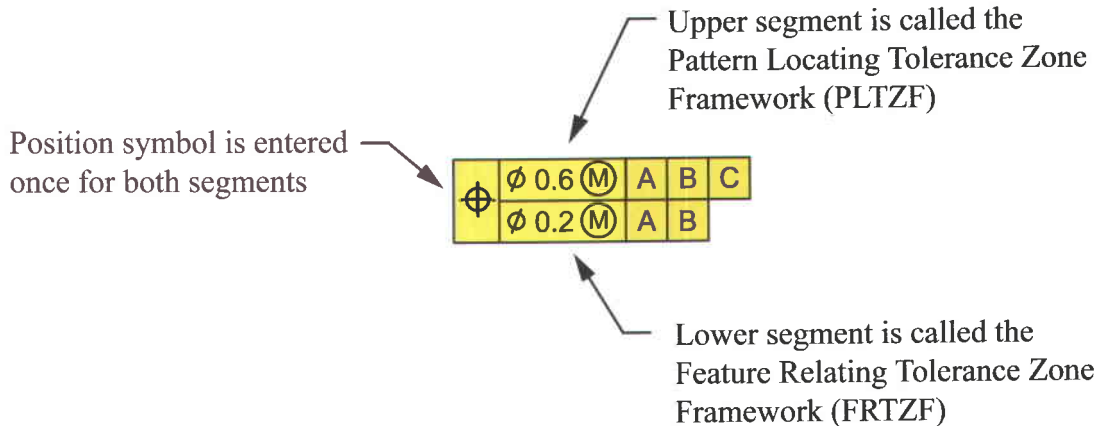 Upper segment is called the
Pattern Locating Tolerance Zone
Framework (PLTZF)
Position symbol is entered
once for both segments
⌖ ⌀ 0.6 Ⓜ A B C
⌀ 0.2 Ⓜ A B
Lower segment is called the
Feature Relating Tolerance Zone
Framework (FRTZF)